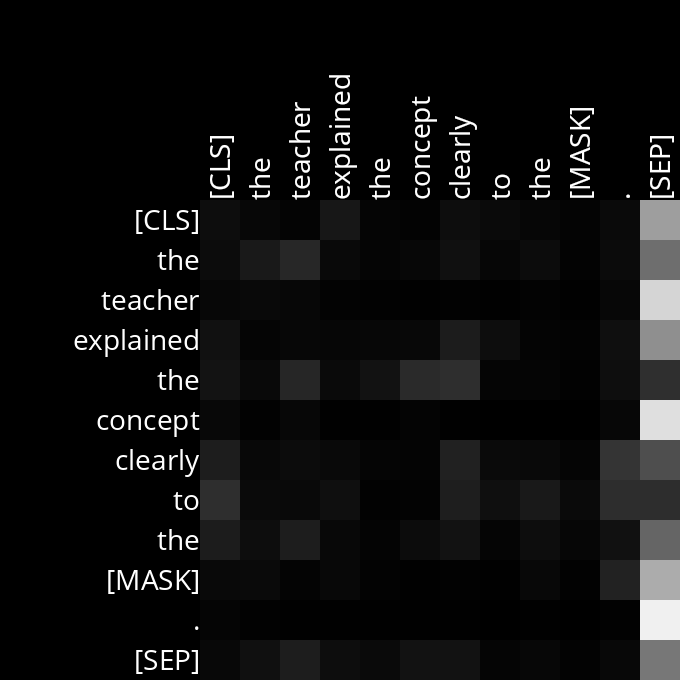 [CLS] the teacher explained the concept clearly to the [MASK] . [SEP]
[CLS]
the
teacher
explained
the
concept
clearly
to
the
[MASK]
.
[SEP]